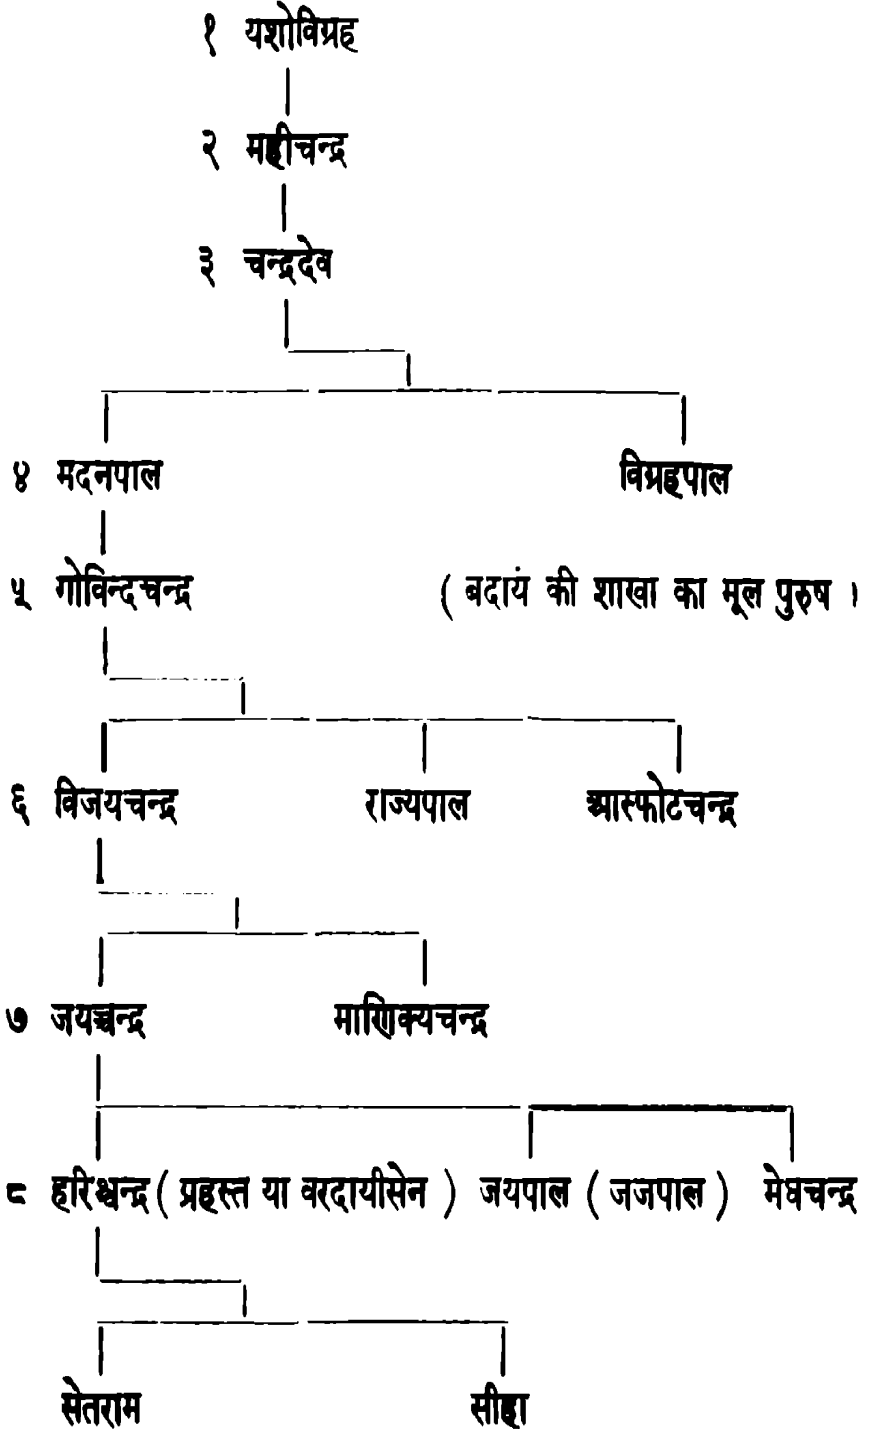 १ यशोविग्रह
२ महीचन्द्र
३ चन्द्रदेव
४ मदनपाल विग्रहपाल
५ गोविन्दचन्द्र ( बदायं की शाखा का मूल पुरुष ।
६ विजयचन्द्र राज्यपाल आस्फोटचन्द्र
७ जयच्चन्द्र माणिक्यचन्द्र
८ हरिश्चन्द्र ( प्रहस्त या वरदायीसेन ) जयपाल ( जजपाल ) मेघचन्द्र
सेतराम सीहा